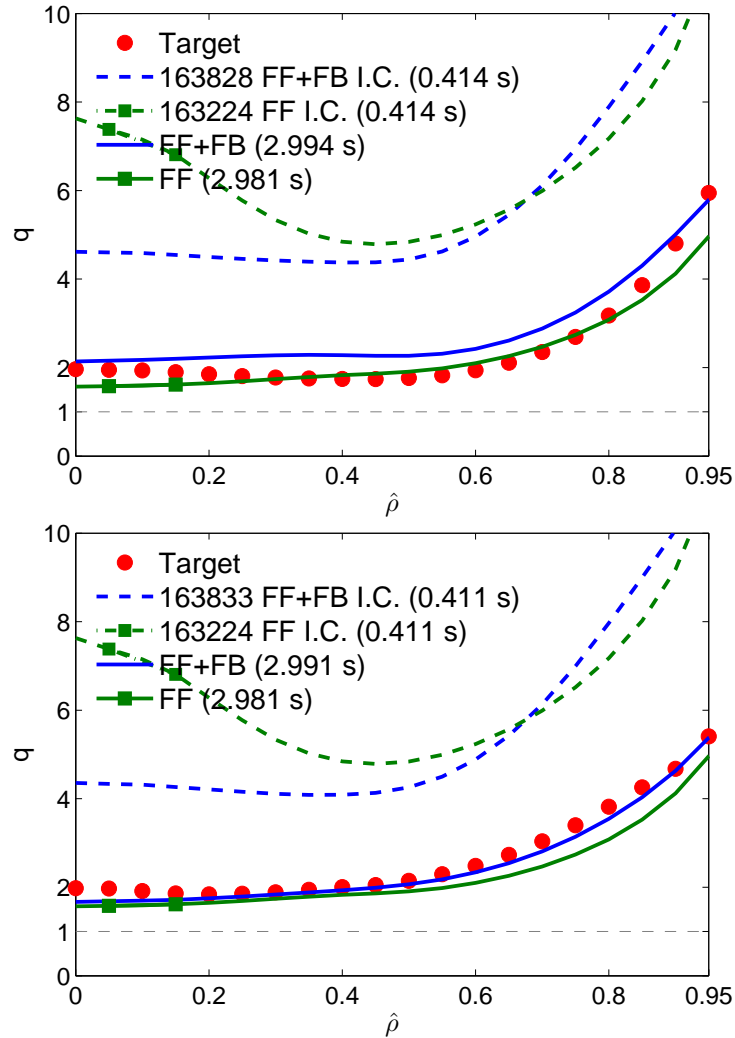 10
8
6
4
2
1
0
q
Target
163828 FF+FB I.C. (0.414 s)
163224 FF I.C. (0.414 s)
FF+FB (2.994 s)
FF (2.981 s)
0 0.2 0.4 0.6 0.8 0.95
ρ̂
10
8
6
4
2
1
0
q
Target
163833 FF+FB I.C. (0.411 s)
163224 FF I.C. (0.411 s)
FF+FB (2.991 s)
FF (2.981 s)
0 0.2 0.4 0.6 0.8 0.95
ρ̂